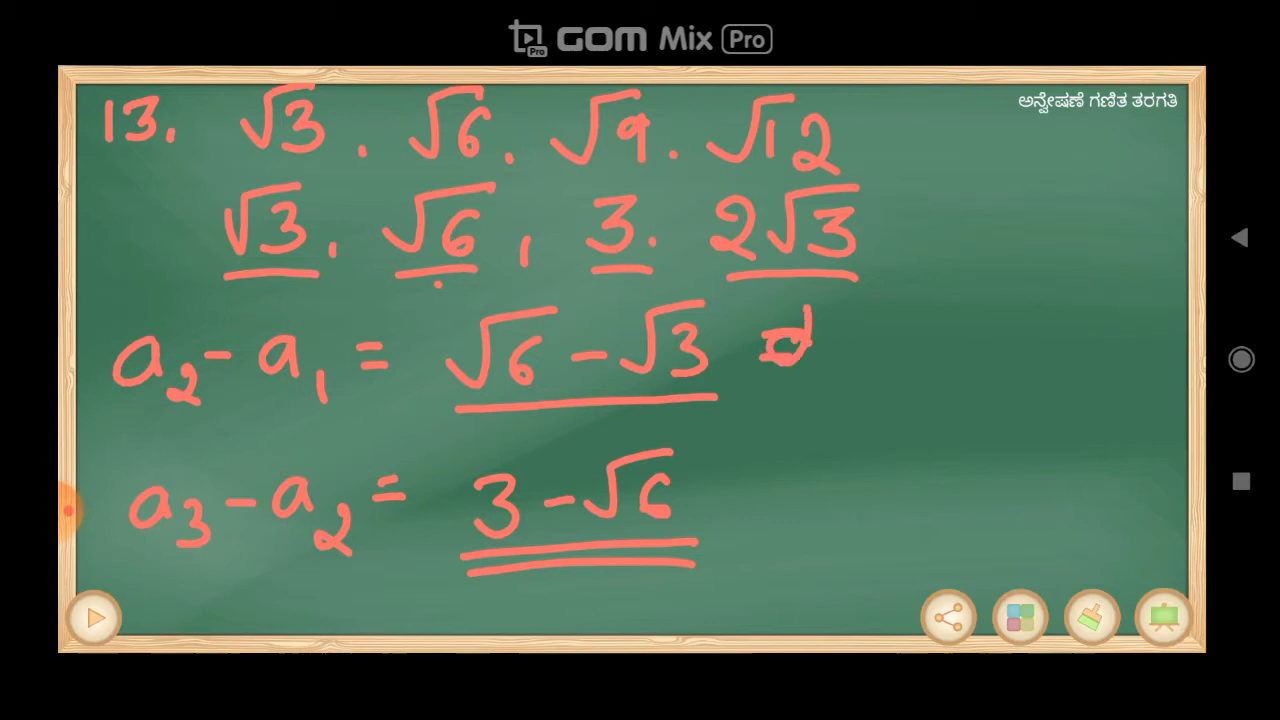 GOM Mix Pro
ಅನ್ವೇಷಣೆ ಗಣಿತ ತರಗತಿ
13. √3 . √6 . √9 . √12
√3 . √6 , 3 . 2√3
a₂ - a₁ = √6 - √3 d
a₃ - a₂ = 3 - √6